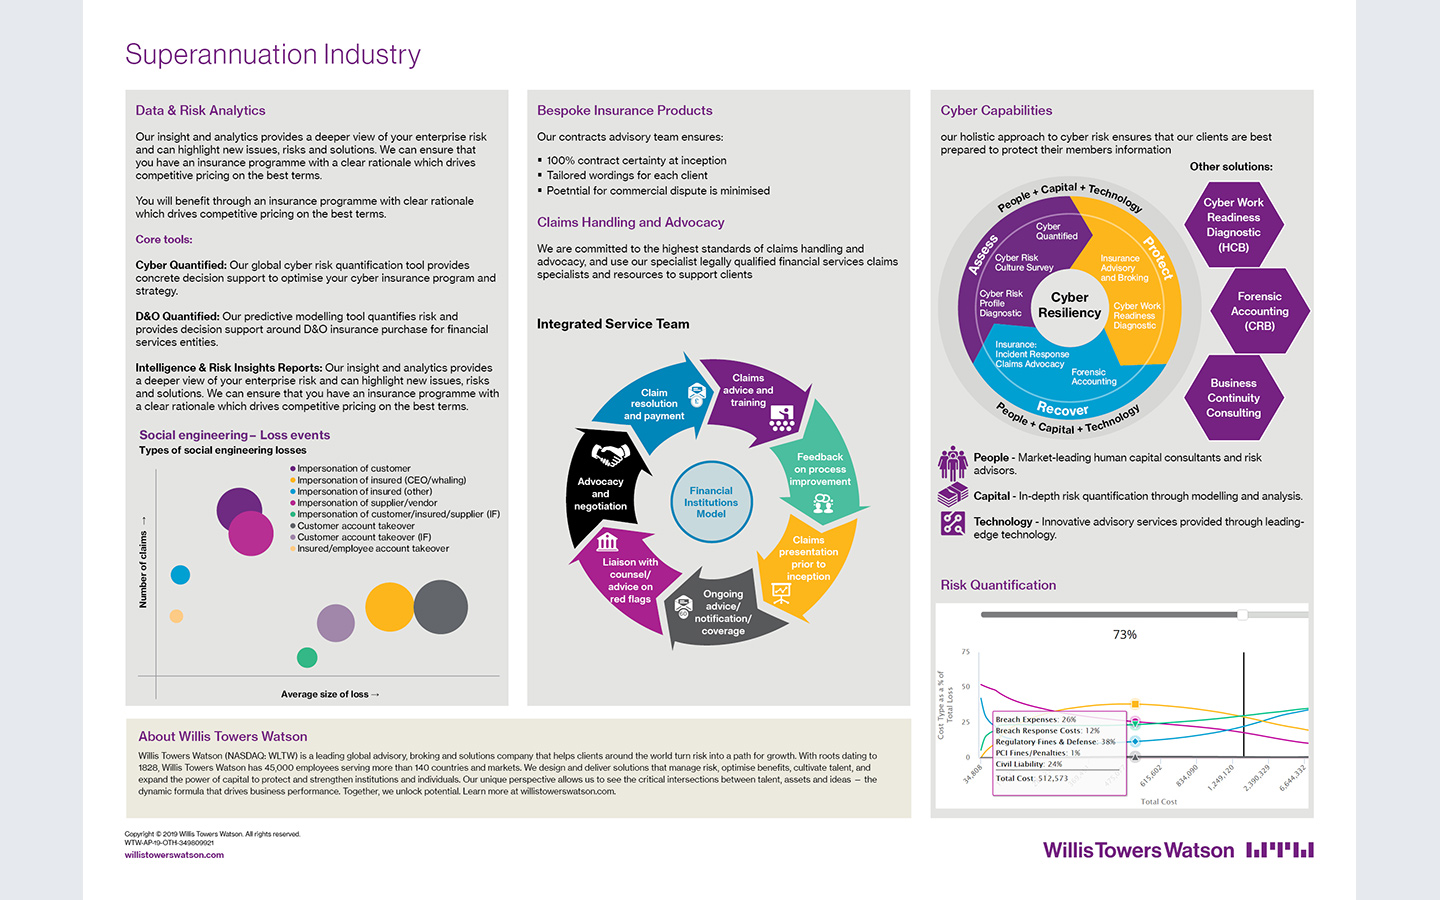 Superannuation Industry
Data & Risk Analytics
Our insight and analytics provides a deeper view of your enterprise risk
and can highlight new issues, risks and solutions. We can ensure that
you have an insurance programme with a clear rationale which drives
competitive pricing on the best terms.
You will benefit through an insurance programme with clear rationale
which drives competitive pricing on the best terms.
Core tools:
Cyber Quantified: Our global cyber risk quantification tool provides
concrete decision support to optimise your cyber insurance program and
strategy.
D&O Quantified: Our predictive modelling tool quantifies risk and
provides decision support around D&O insurance purchase for financial
services entities.
Intelligence & Risk Insights Reports: Our insight and analytics provides
a deeper view of your enterprise risk and can highlight new issues, risks
and solutions. We can ensure that you have an insurance programme with
a clear rationale which drives competitive pricing on the best terms.
Social engineering – Loss events
Types of social engineering losses
Impersonation of customer
Impersonation of insured (CEO/whaling)
Impersonation of insured (other)
Impersonation of supplier/vendor
Impersonation of customer/insured/supplier (IF)
Customer account takeover
Customer account takeover (IF)
Insured/employee account takeover
Number of claims →
Average size of loss →
Bespoke Insurance Products
Our contracts advisory team ensures:
▪ 100% contract certainty at inception
▪ Tailored wordings for each client
▪ Poetntial for commercial dispute is minimised
Claims Handling and Advocacy
We are committed to the highest standards of claims handling and
advocacy, and use our specialist legally qualified financial services claims
specialists and resources to support clients
Integrated Service Team
Claim
resolution
and payment
Claims
advice and
training
Feedback
on process
improvement
Claims
presentation
prior to
inception
Ongoing
advice/
notification/
coverage
Liaison with
counsel/
advice on
red flags
Advocacy
and
negotiation
Financial
Institutions
Model
Cyber Capabilities
our holistic approach to cyber risk ensures that our clients are best
prepared to protect their members information
Other solutions:
People + Capital + Technology
Assess
Cyber
Quantified
Cyber Risk
Culture Survey
Cyber Risk
Profile
Diagnostic
Protect
Insurance
Advisory
and Broking
Cyber Work
Readiness
Diagnostic
Cyber
Resiliency
Insurance:
Incident Response
Claims Advocacy
Forensic
Accounting
Recover
People + Capital + Technology
Cyber Work
Readiness
Diagnostic
(HCB)
Forensic
Accounting
(CRB)
Business
Continuity
Consulting
People - Market-leading human capital consultants and risk
advisors.
Capital - In-depth risk quantification through modelling and analysis.
Technology - Innovative advisory services provided through leading-
edge technology.
Risk Quantification
73%
Cost Type as a % of
Total Loss
75
50
25
0
Breach Expenses: 26%
Breach Response Costs: 12%
Regulatory Fines & Defense: 38%
PCI Fines/Penalties: 1%
Civil Liability: 24%
Total Cost: 512,573
34,808
615,602
834,090
1,249,120
2,390,329
6,644,332
Total Cost
About Willis Towers Watson
Willis Towers Watson (NASDAQ: WLTW) is a leading global advisory, broking and solutions company that helps clients around the world turn risk into a path for growth. With roots dating to
1828, Willis Towers Watson has 45,000 employees serving more than 140 countries and markets. We design and deliver solutions that manage risk, optimise benefits, cultivate talent, and
expand the power of capital to protect and strengthen institutions and individuals. Our unique perspective allows us to see the critical intersections between talent, assets and ideas – the
dynamic formula that drives business performance. Together, we unlock potential. Learn more at willistowerswatson.com.
Copyright © 2019 Willis Towers Watson. All rights reserved.
WTW-AP-19-OTH-349809921
willistowerswatson.com
Willis Towers Watson